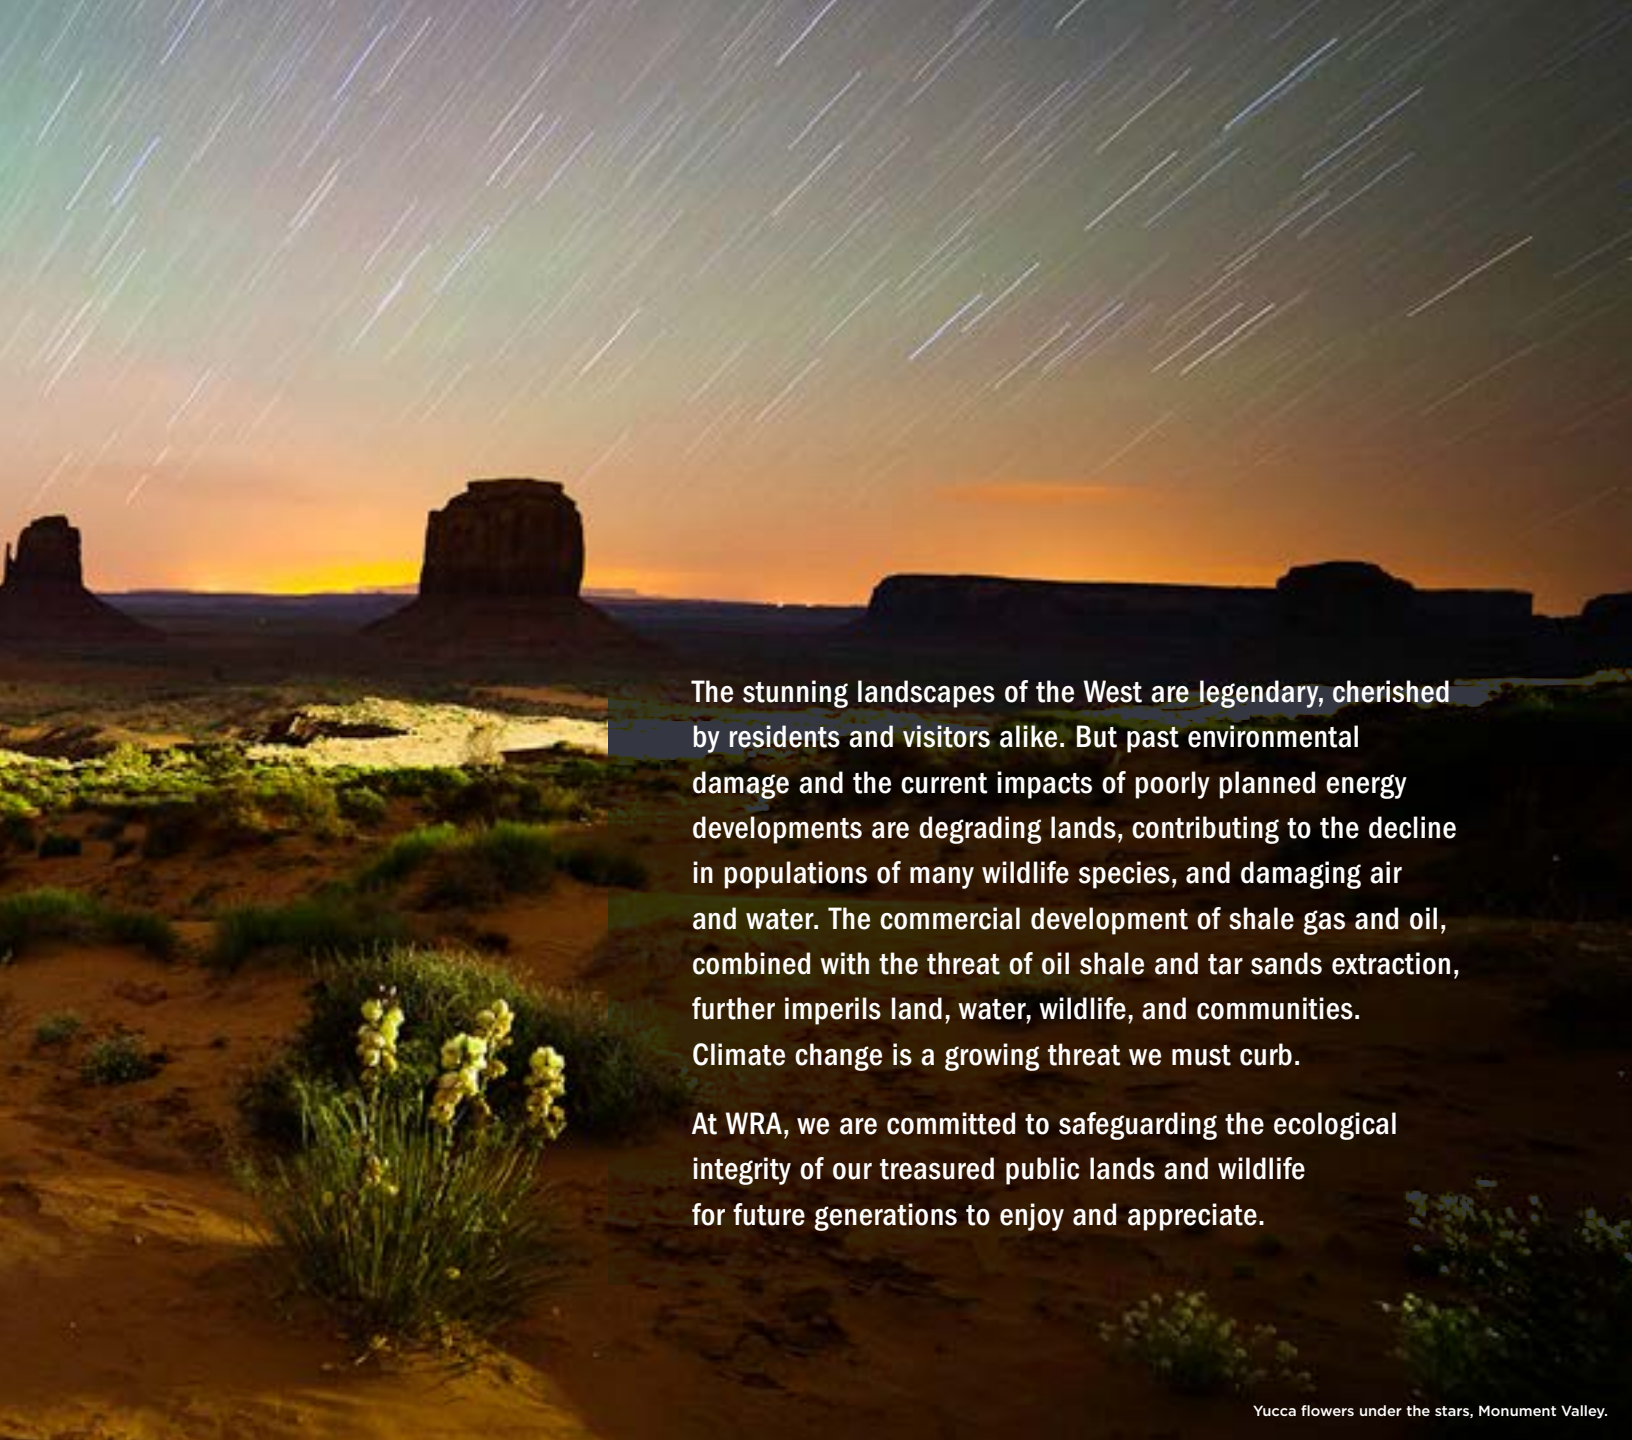 The stunning landscapes of the West are legendary, cherished
by residents and visitors alike. But past environmental
damage and the current impacts of poorly planned energy
developments are degrading lands, contributing to the decline
in populations of many wildlife species, and damaging air
and water. The commercial development of shale gas and oil,
combined with the threat of oil shale and tar sands extraction,
further imperils land, water, wildlife, and communities.
Climate change is a growing threat we must curb.
At WRA, we are committed to safeguarding the ecological
integrity of our treasured public lands and wildlife
for future generations to enjoy and appreciate.
Yucca flowers under the stars, Monument Valley.